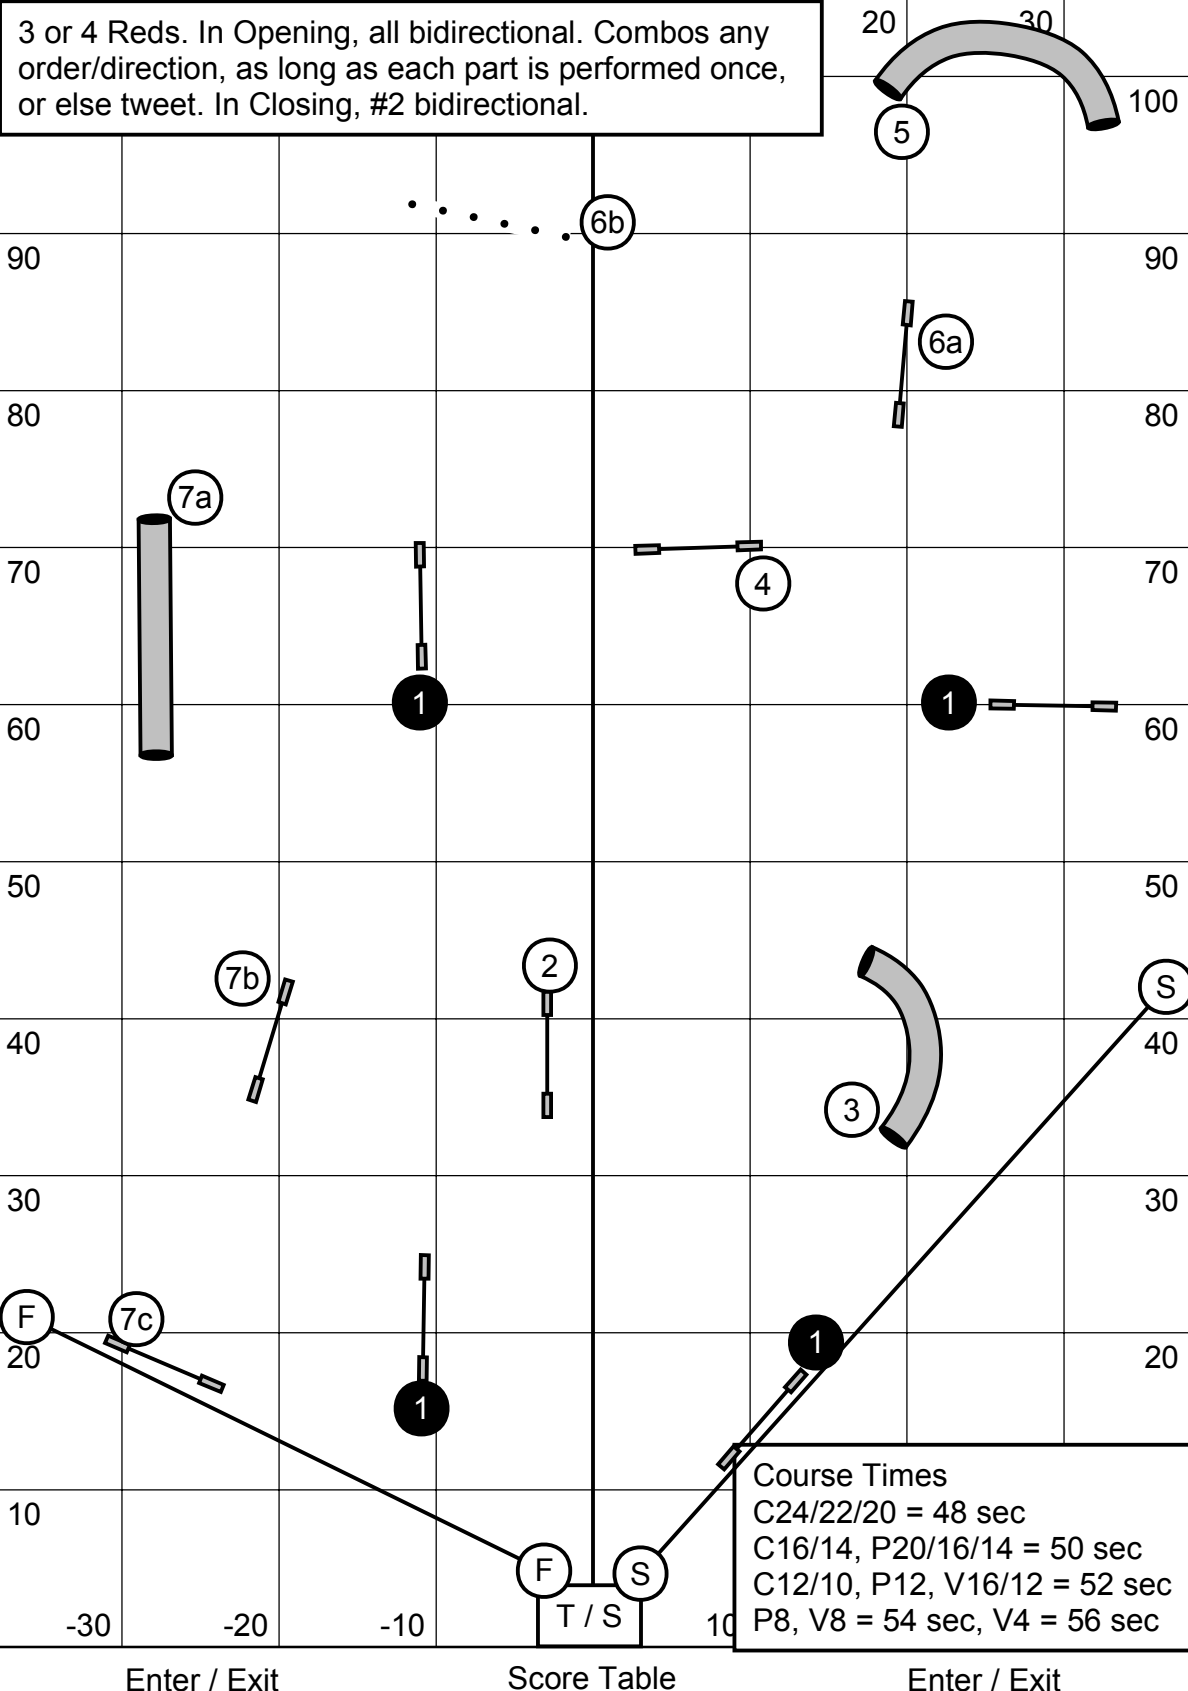 3 or 4 Reds. In Opening, all bidirectional. Combos any
order/direction, as long as each part is performed once,
or else tweet. In Closing, #2 bidirectional.
20 30
100
5
6b
90 90
6a
80 80
7a
70 70
4
1 1
60 60
50 50
7b 2
S
40 40
3
30 30
F 7c
1
20 20
1
Course Times
C24/22/20 = 48 sec
C16/14, P20/16/14 = 50 sec
C12/10, P12, V16/12 = 52 sec
P8, V8 = 54 sec, V4 = 56 sec
10
F S
-30 -20 -10 T / S 10
Enter / Exit Score Table Enter / Exit